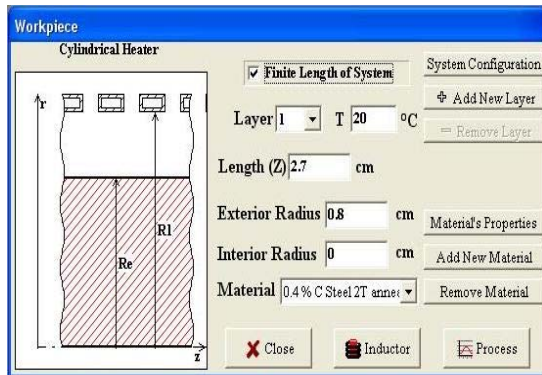 Workpiece
Cylindrical Heater
Finite Length of System
System Configuration
Add New Layer
Layer 1 T 20 °C
Remove Layer
Length (Z) 2.7 cm
Exterior Radius 0.8 cm
Material's Properties
Interior Radius 0 cm
Add New Material
Material 0.4 % C Steel 2T annea
Remove Material
Close
Inductor
Process
r
R1
Re
z